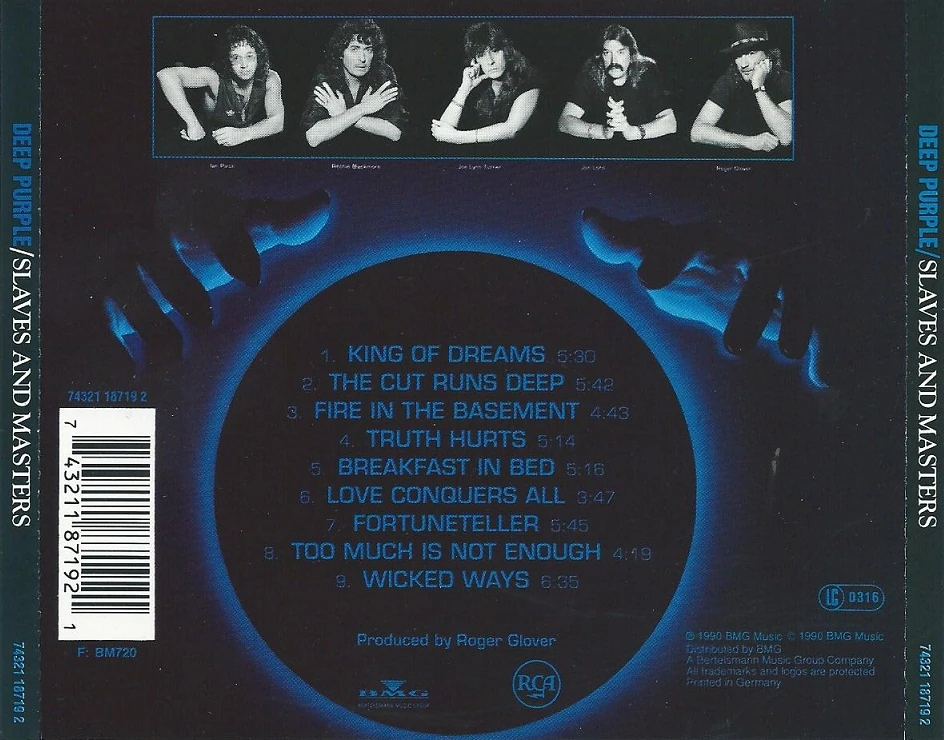 DEEP PURPLE/SLAVES AND MASTERS
74321 18719 2
Ian Paice
Ritchie Blackmore
Joe Lynn Turner
Jon Lord
Roger Glover
1. KING OF DREAMS 5:30
2. THE CUT RUNS DEEP 5:42
3. FIRE IN THE BASEMENT 4:43
4. TRUTH HURTS 5:14
5. BREAKFAST IN BED 5:16
6. LOVE CONQUERS ALL 3:47
7. FORTUNETELLER 5:45
8. TOO MUCH IS NOT ENOUGH 4:19
9. WICKED WAYS 6:35
Produced by Roger Glover
74321 18719 2
7 43211 87192 1
F: BM720
BMG
BERTELSMANN MUSIC GROUP
RCA
LC 0316
℗ 1990 BMG Music © 1990 BMG Music
Distributed by BMG
A Bertelsmann Music Group Company
All trademarks and logos are protected
Printed in Germany
DEEP PURPLE/SLAVES AND MASTERS
74321 18719 2